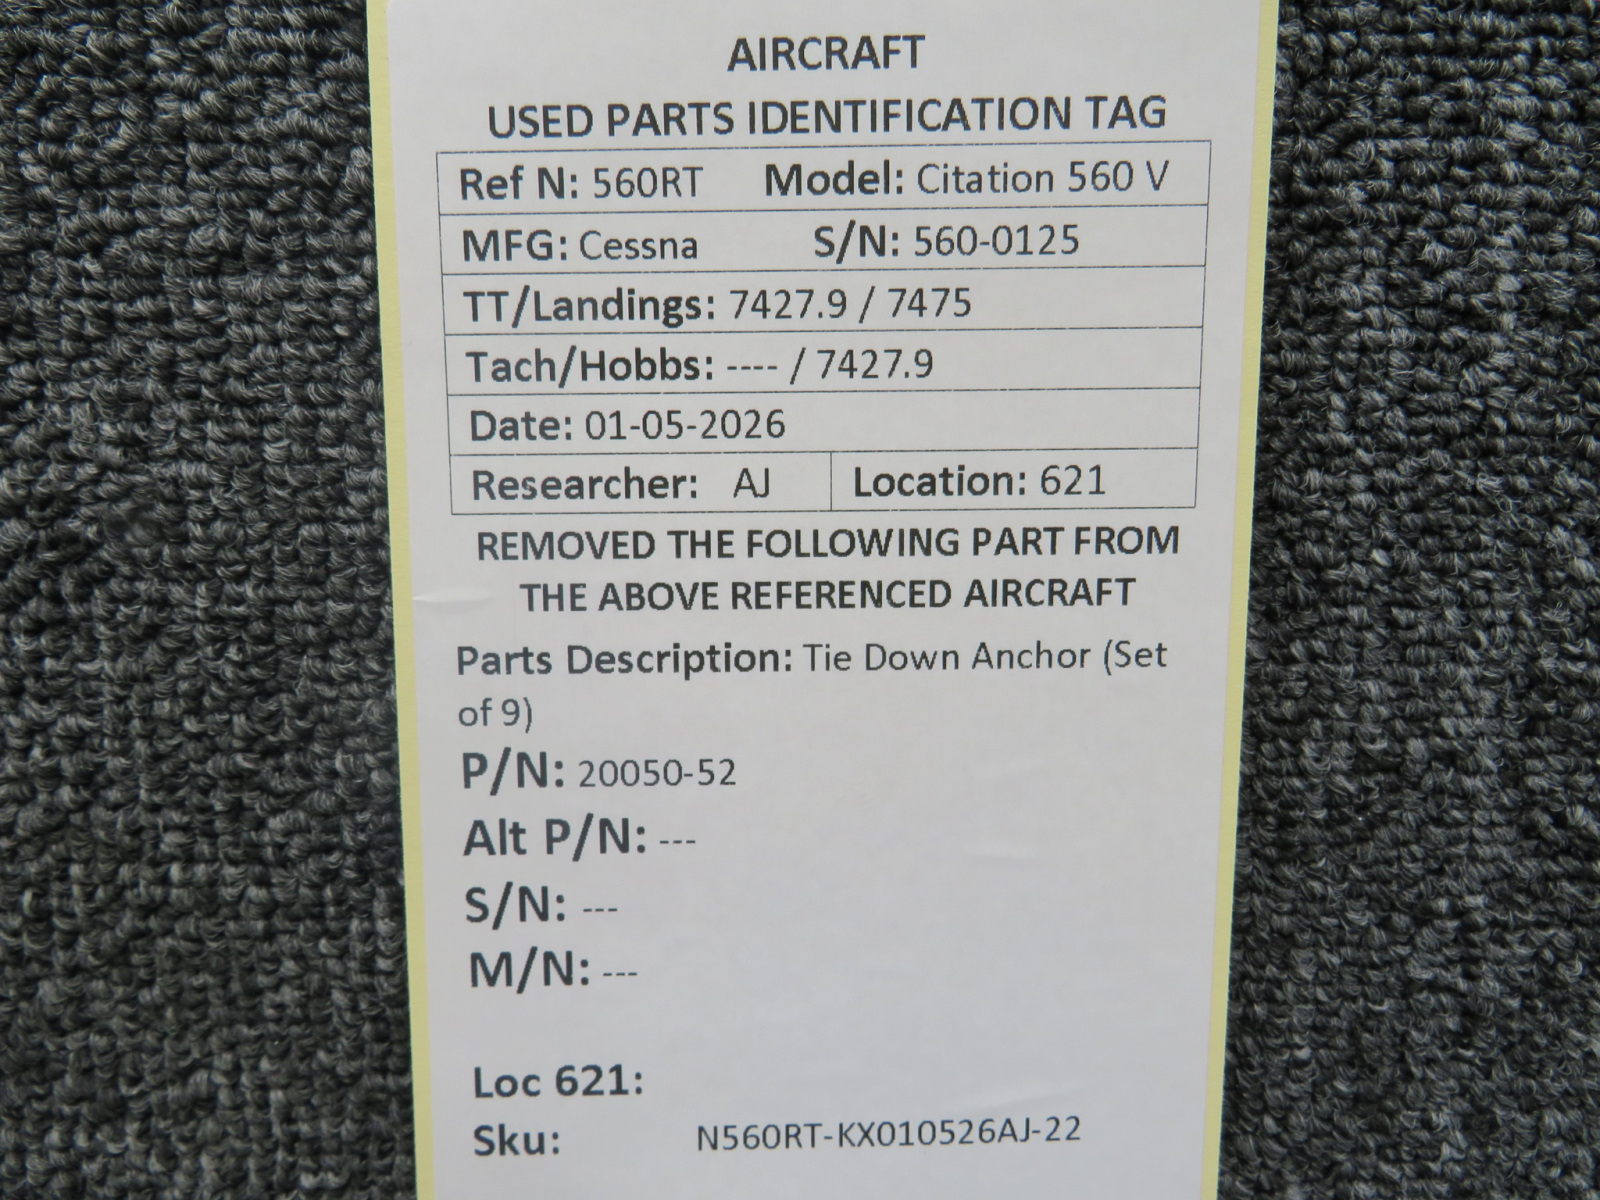 AIRCRAFT
USED PARTS IDENTIFICATION TAG
Ref N: 560RT Model: Citation 560 V
MFG: Cessna S/N: 560-0125
TT/Landings: 7427.9 / 7475
Tach/Hobbs: ---- / 7427.9
Date: 01-05-2026
Researcher: AJ Location: 621
REMOVED THE FOLLOWING PART FROM
THE ABOVE REFERENCED AIRCRAFT
Parts Description: Tie Down Anchor (Set
of 9)
P/N: 20050-52
Alt P/N: ---
S/N: ---
M/N: ---
Loc 621:
Sku: N560RT-KX010526AJ-22